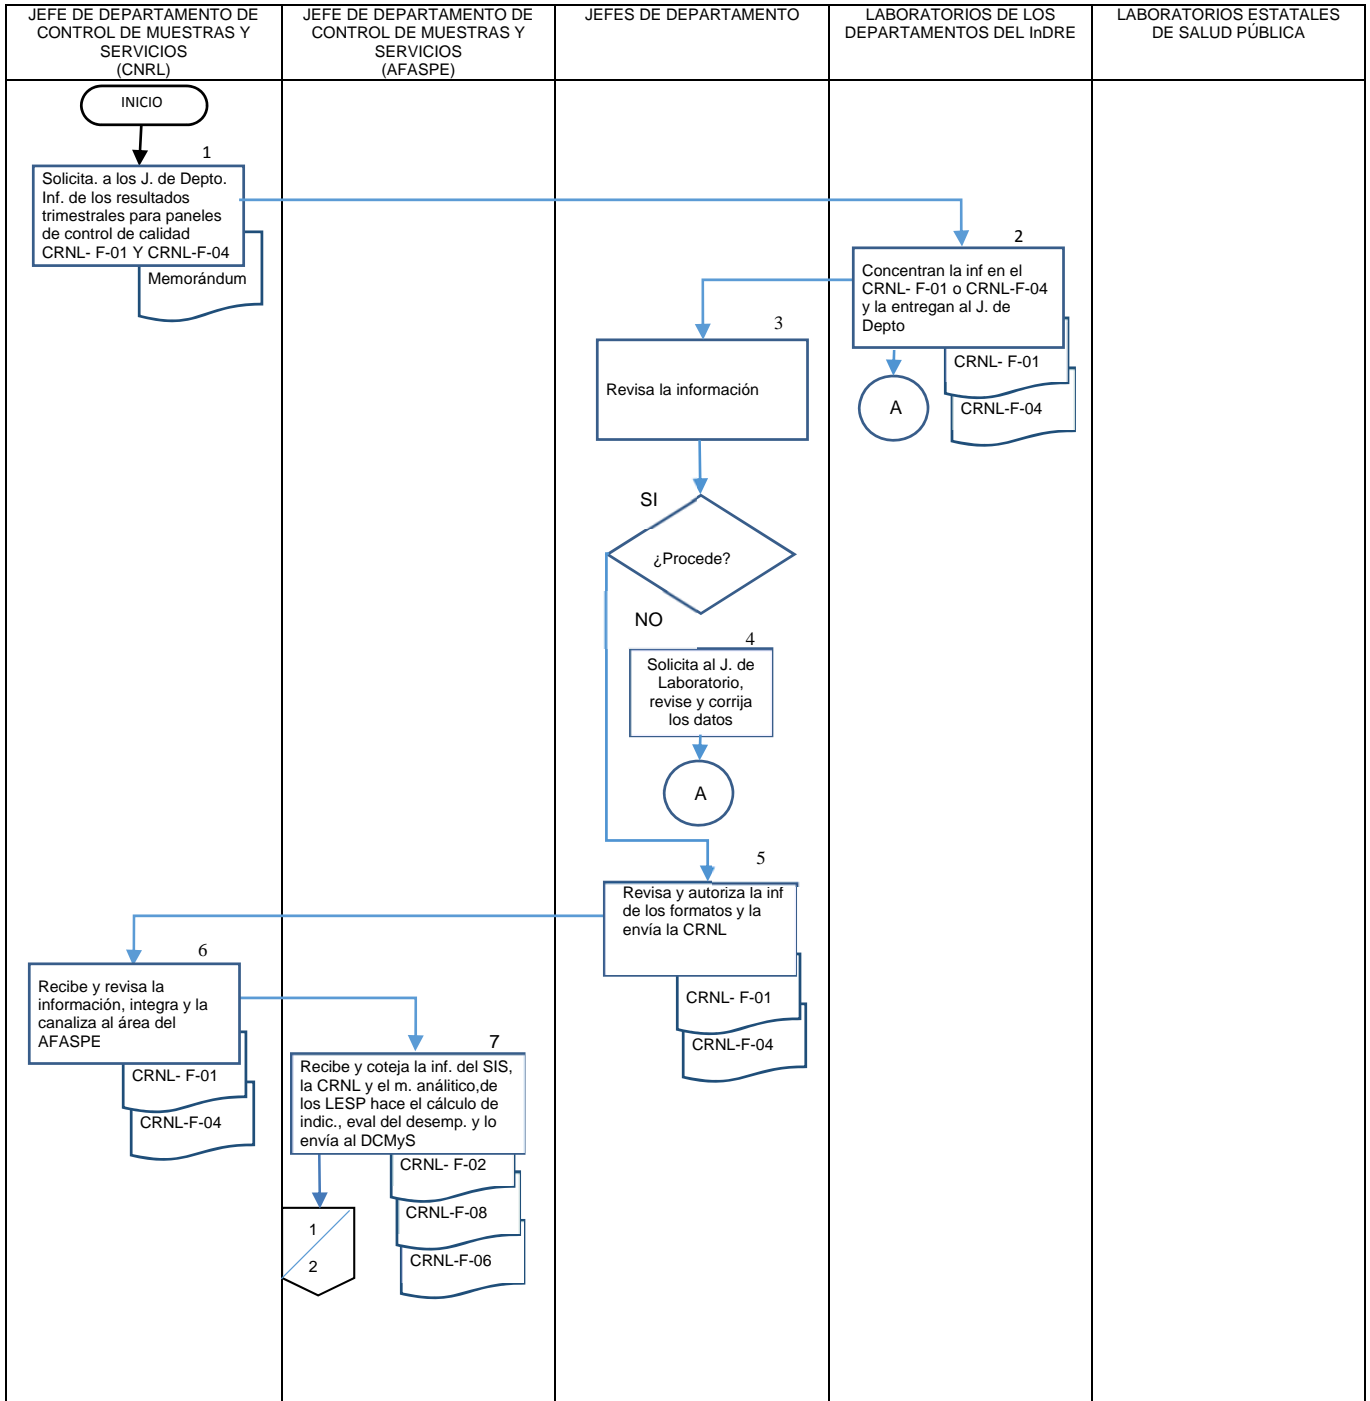 JEFE DE DEPARTAMENTO DE
CONTROL DE MUESTRAS Y
SERVICIOS
(CNRL)
JEFE DE DEPARTAMENTO DE
CONTROL DE MUESTRAS Y
SERVICIOS
(AFASPE)
JEFES DE DEPARTAMENTO
LABORATORIOS DE LOS
DEPARTAMENTOS DEL InDRE
LABORATORIOS ESTATALES
DE SALUD PÚBLICA
INICIO
1
Solicita. a los J. de Depto.
Inf. de los resultados
trimestrales para paneles
de control de calidad
CRNL- F-01 Y CRNL-F-04
Memorándum
2
Concentran la inf en el
CRNL- F-01 o CRNL-F-04
y la entregan al J. de
Depto
CRNL- F-01
CRNL-F-04
A
3
Revisa la información
SI
¿Procede?
NO
4
Solicita al J. de
Laboratorio,
revise y corrija
los datos
A
5
Revisa y autoriza la inf
de los formatos y la
envía la CRNL
CRNL- F-01
CRNL-F-04
6
Recibe y revisa la
información, integra y la
canaliza al área del
AFASPE
CRNL- F-01
CRNL-F-04
7
Recibe y coteja la inf. del SIS,
la CRNL y el m. análitico,de
los LESP hace el cálculo de
indic., eval del desemp. y lo
envía al DCMyS
CRNL- F-02
CRNL-F-08
CRNL-F-06
1
2